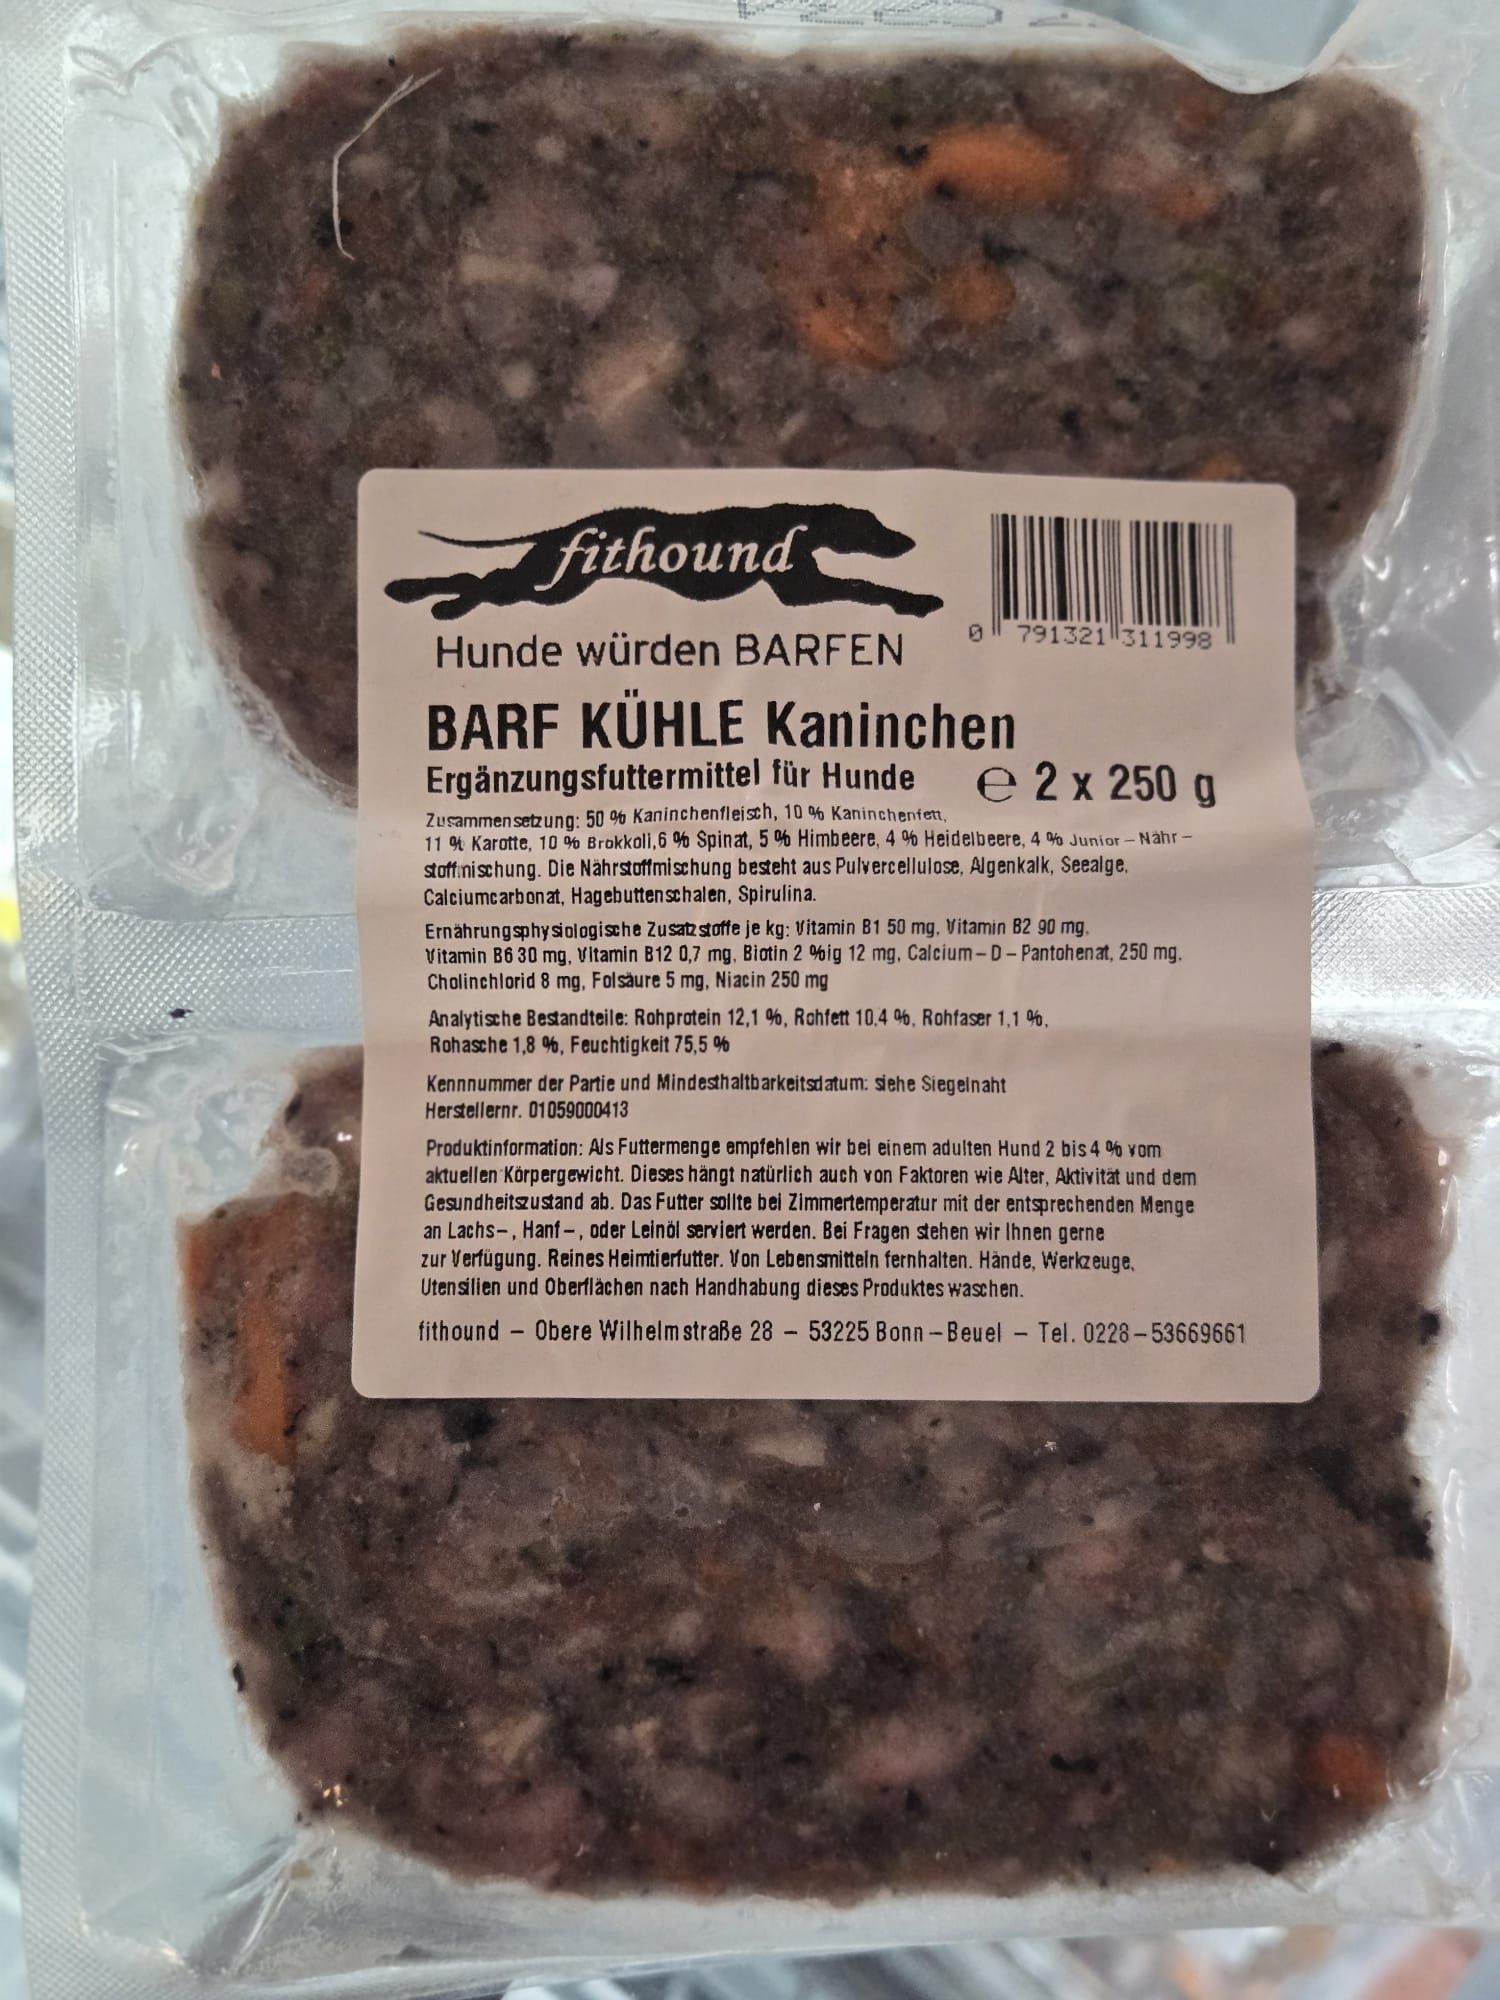 fithound
Hunde würden BARFEN
0 791321 311998
BARF KÜHLE Kaninchen
Ergänzungsfuttermittel für Hunde ℮ 2 x 250 g
Zusammensetzung: 50 % Kaninchenfleisch, 10 % Kaninchenfett,
11 % Karotte, 10 % Brokkoli,6 % Spinat, 5 % Himbeere, 4 % Heidelbeere, 4 % Junior – Nähr –
stoffmischung. Die Nährstoffmischung besteht aus Pulvercellulose, Algenkalk, Seealge,
Calciumcarbonat, Hagebuttenschalen, Spirulina.
Ernährungsphysiologische Zusatzstoffe je kg: Vitamin B1 50 mg, Vitamin B2 90 mg,
Vitamin B6 30 mg, Vitamin B12 0,7 mg, Biotin 2 %ig 12 mg, Calcium – D – Pantohenat, 250 mg,
Cholinchlorid 8 mg, Folsäure 5 mg, Niacin 250 mg
Analytische Bestandteile: Rohprotein 12,1 %, Rohfett 10,4 %, Rohfaser 1,1 %,
Rohasche 1,8 %, Feuchtigkeit 75,5 %
Kennnummer der Partie und Mindesthaltbarkeitsdatum: siehe Siegelnaht
Herstellernr. 01059000413
Produktinformation: Als Futtermenge empfehlen wir bei einem adulten Hund 2 bis 4 % vom
aktuellen Körpergewicht. Dieses hängt natürlich auch von Faktoren wie Alter, Aktivität und dem
Gesundheitszustand ab. Das Futter sollte bei Zimmertemperatur mit der entsprechenden Menge
an Lachs–, Hanf–, oder Leinöl serviert werden. Bei Fragen stehen wir Ihnen gerne
zur Verfügung. Reines Heimtierfutter. Von Lebensmitteln fernhalten. Hände, Werkzeuge,
Utensilien und Oberflächen nach Handhabung dieses Produktes waschen.
fithound – Obere Wilhelmstraße 28 – 53225 Bonn – Beuel – Tel. 0228–53669661